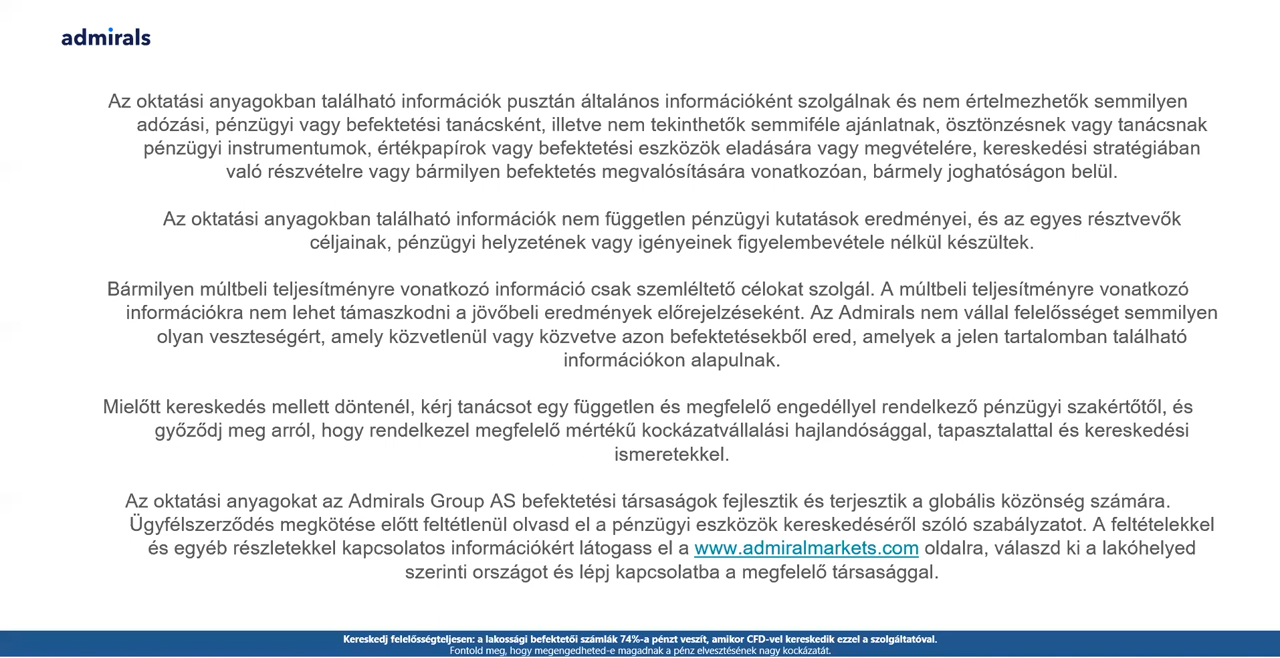 admirals
Az oktatási anyagokban található információk pusztán általános információként szolgálnak és nem értelmezhetők semmilyen
adózási, pénzügyi vagy befektetési tanácsként, illetve nem tekinthetők semmiféle ajánlatnak, ösztönzésnek vagy tanácsnak
pénzügyi instrumentumok, értékpapírok vagy befektetési eszközök eladására vagy megvételére, kereskedési stratégiában
való részvételre vagy bármilyen befektetés megvalósítására vonatkozóan, bármely joghatóságon belül.
Az oktatási anyagokban található információk nem független pénzügyi kutatások eredményei, és az egyes résztvevők
céljainak, pénzügyi helyzetének vagy igényeinek figyelembevétele nélkül készültek.
Bármilyen múltbeli teljesítményre vonatkozó információ csak szemléltető célokat szolgál. A múltbeli teljesítményre vonatkozó
információkra nem lehet támaszkodni a jövőbeli eredmények előrejelzéseként. Az Admirals nem vállal felelősséget semmilyen
olyan veszteségért, amely közvetlenül vagy közvetve azon befektetésekből ered, amelyek a jelen tartalomban található
információkon alapulnak.
Mielőtt kereskedés mellett döntenél, kérj tanácsot egy független és megfelelő engedéllyel rendelkező pénzügyi szakértőtől, és
győződj meg arról, hogy rendelkezel megfelelő mértékű kockázatvállalási hajlandósággal, tapasztalattal és kereskedési
ismeretekkel.
Az oktatási anyagokat az Admirals Group AS befektetési társaságok fejlesztik és terjesztik a globális közönség számára.
Ügyfélszerződés megkötése előtt feltétlenül olvasd el a pénzügyi eszközök kereskedéséről szóló szabályzatot. A feltételekkel
és egyéb részletekkel kapcsolatos információkért látogass el a www.admiralmarkets.com oldalra, válaszd ki a lakóhelyed
szerinti országot és lépj kapcsolatba a megfelelő társasággal.
Kereskedj felelősségteljesen: a lakossági befektetői számlák 74%-a pénzt veszít, amikor CFD-vel kereskedik ezzel a szolgáltatóval.
Fontold meg, hogy megengedheted-e magadnak a pénz elvesztésének nagy kockázatát.